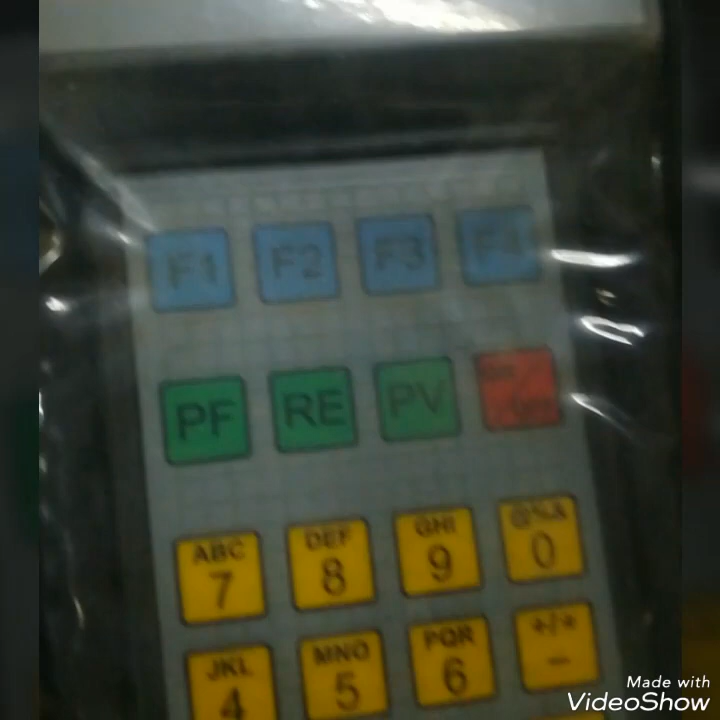 F1 F2 F3 F4
PF RE PV
ABC DEF GHI @%&
7 8 9 0
JKL MNO PQR +/*
4 5 6 -
Made with
VideoShow